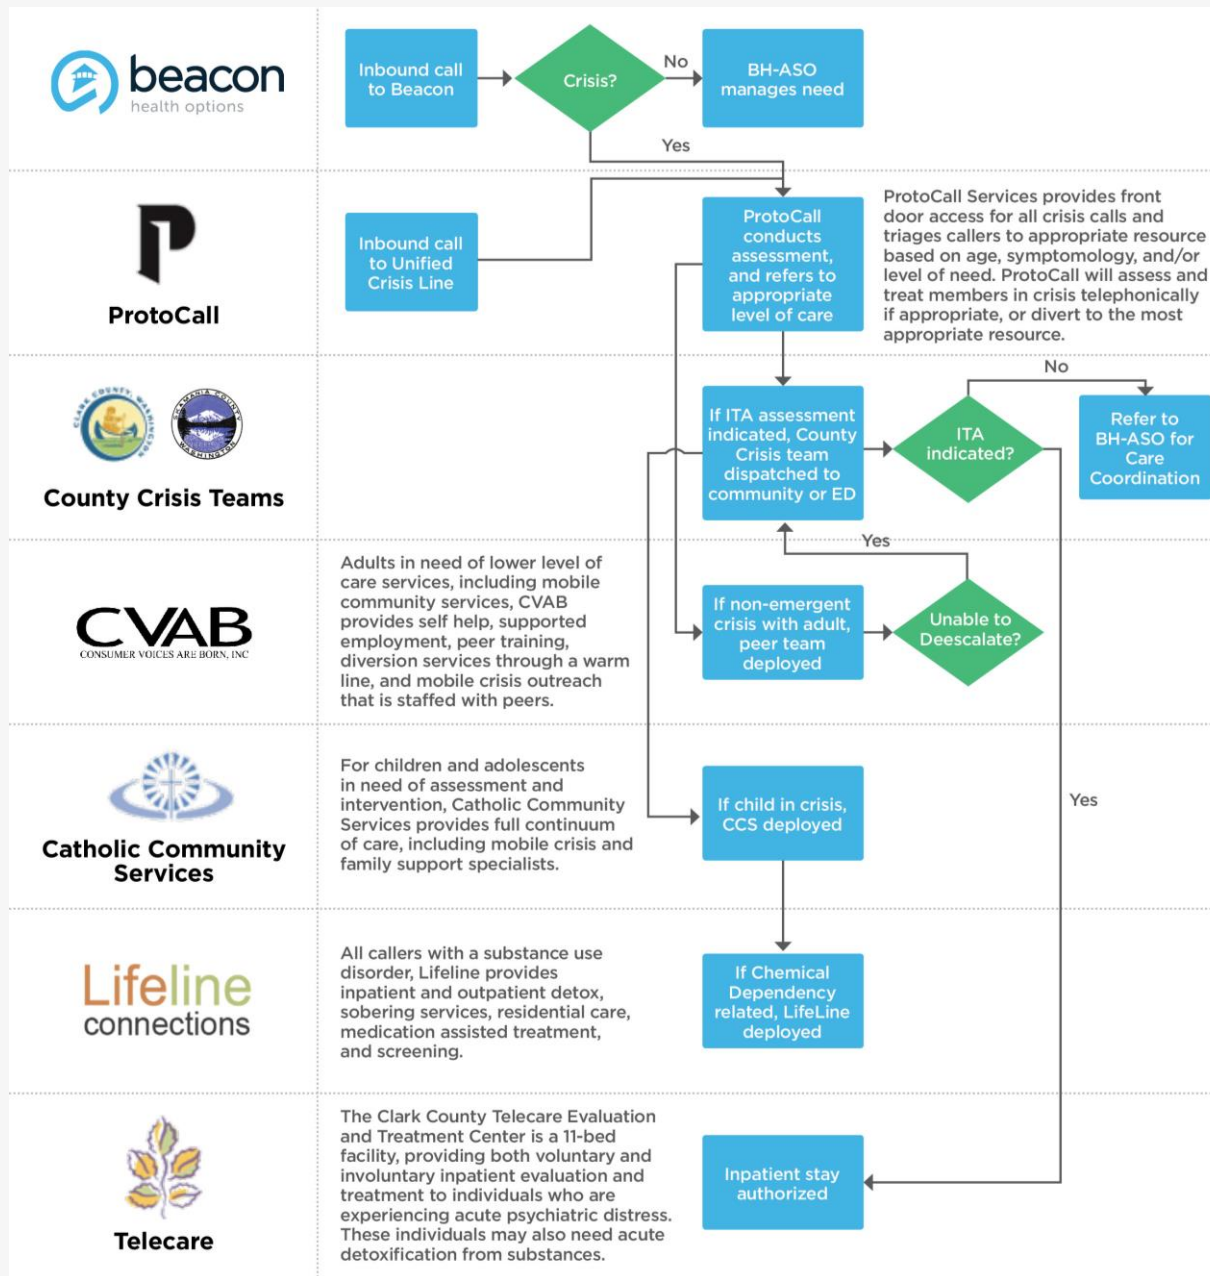 beacon
health options
Inbound call
to Beacon
Crisis?
No
BH-ASO
manages need
Yes
ProtoCall
Inbound call
to Unified
Crisis Line
ProtoCall
conducts
assessment,
and refers to
appropriate
level of care
ProtoCall Services provides front
door access for all crisis calls and
triages callers to appropriate resource
based on age, symptomology, and/or
level of need. ProtoCall will assess and
treat members in crisis telephonically
if appropriate, or divert to the most
appropriate resource.
CLARK COUNTY, WASHINGTON
SKAMANIA COUNTY
WASHINGTON
County Crisis Teams
If ITA assessment
indicated, County
Crisis team
dispatched to
community or ED
ITA
indicated?
No
Refer to
BH-ASO for
Care
Coordination
CVAB
CONSUMER VOICES ARE BORN, INC
Adults in need of lower level of
care services, including mobile
community services, CVAB
provides self help, supported
employment, peer training,
diversion services through a warm
line, and mobile crisis outreach
that is staffed with peers.
Yes
If non-emergent
crisis with adult,
peer team
deployed
Unable to
Deescalate?
Catholic Community
Services
For children and adolescents
in need of assessment and
intervention, Catholic Community
Services provides full continuum
of care, including mobile crisis and
family support specialists.
If child in crisis,
CCS deployed
Yes
Lifeline
connections
All callers with a substance use
disorder, Lifeline provides
inpatient and outpatient detox,
sobering services, residential care,
medication assisted treatment,
and screening.
If Chemical
Dependency
related, LifeLine
deployed
Telecare
The Clark County Telecare Evaluation
and Treatment Center is a 11-bed
facility, providing both voluntary and
involuntary inpatient evaluation and
treatment to individuals who are
experiencing acute psychiatric distress.
These individuals may also need acute
detoxification from substances.
Inpatient stay
authorized